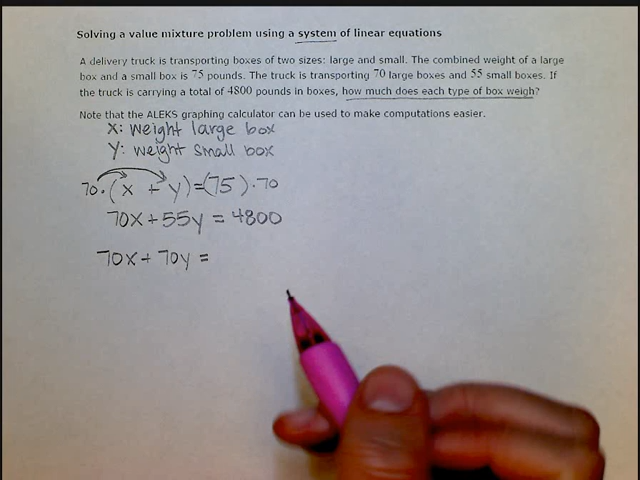 Solving a value mixture problem using a system of linear equations
A delivery truck is transporting boxes of two sizes: large and small. The combined weight of a large
box and a small box is 75 pounds. The truck is transporting 70 large boxes and 55 small boxes. If
the truck is carrying a total of 4800 pounds in boxes, how much does each type of box weigh?
Note that the ALEKS graphing calculator can be used to make computations easier.
X: weight large box
Y: weight small box
70·(x + y)=(75)·70
70x+55y = 4800
70x+70y =